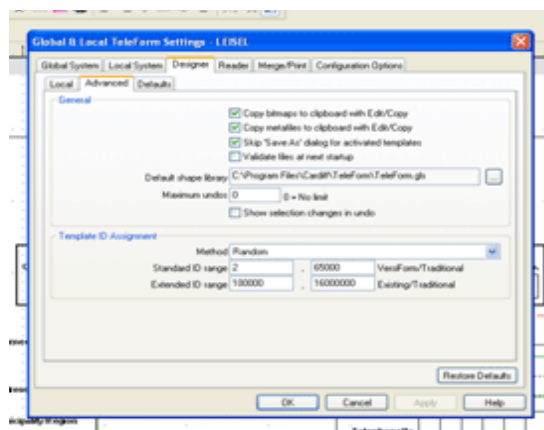 Global & Local TeleForm Settings - LEISEL
Global System Local System Designer Reader Merge/Print Configuration Options
Local Advanced Defaults
General
Copy bitmaps to clipboard with Edit/Copy
Copy metafiles to clipboard with Edit/Copy
Skip 'Save As' dialog for activated templates
Validate files at next startup
Default shape library C:\Program Files\Cardiff\TeleForm\TeleForm.gls ...
Maximum undos 0 0 = No limit
Show selection changes in undo
Template ID Assignment
Method Random
Standard ID range 2 - 65000 VersiForm/Traditional
Extended ID range 100000 - 16000000 Existing/Traditional
Restore Defaults
OK Cancel Apply Help